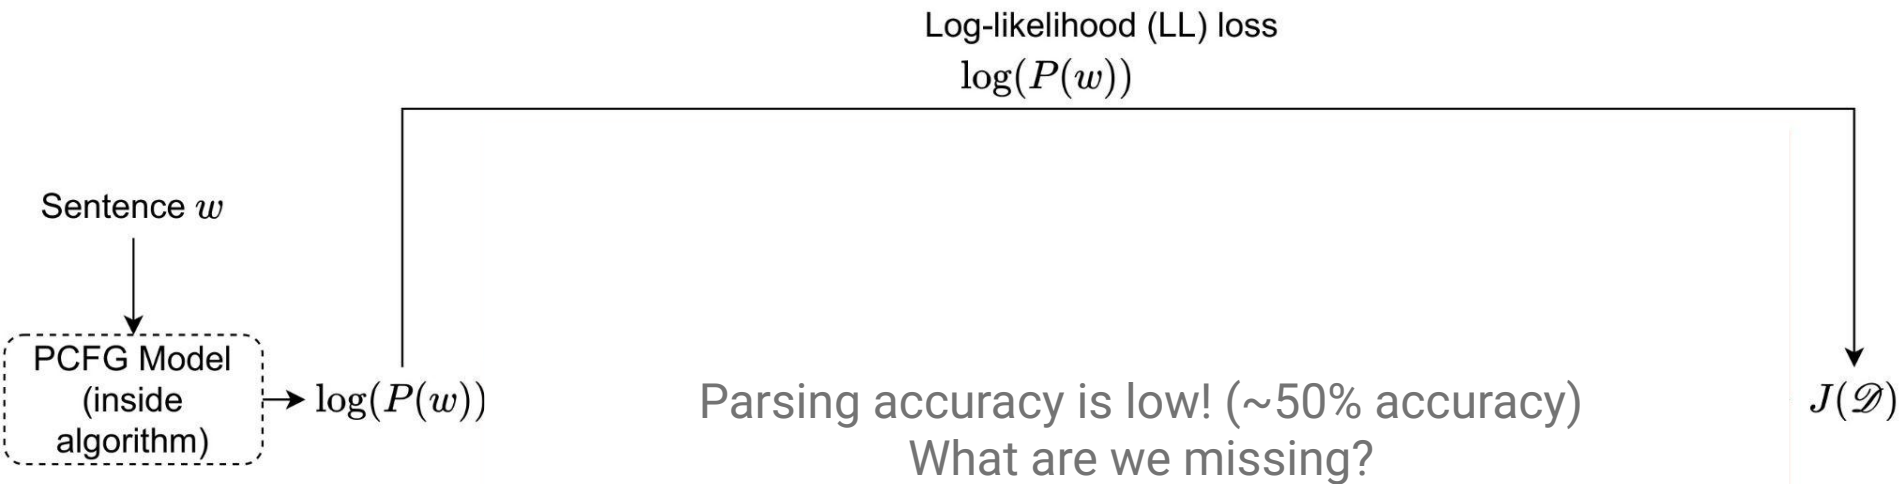 Log-likelihood (LL) loss
log(P(w))
Sentence w
PCFG Model
(inside
algorithm)
log(P(w))
Parsing accuracy is low! (~50% accuracy)
What are we missing?
J(𝒟)